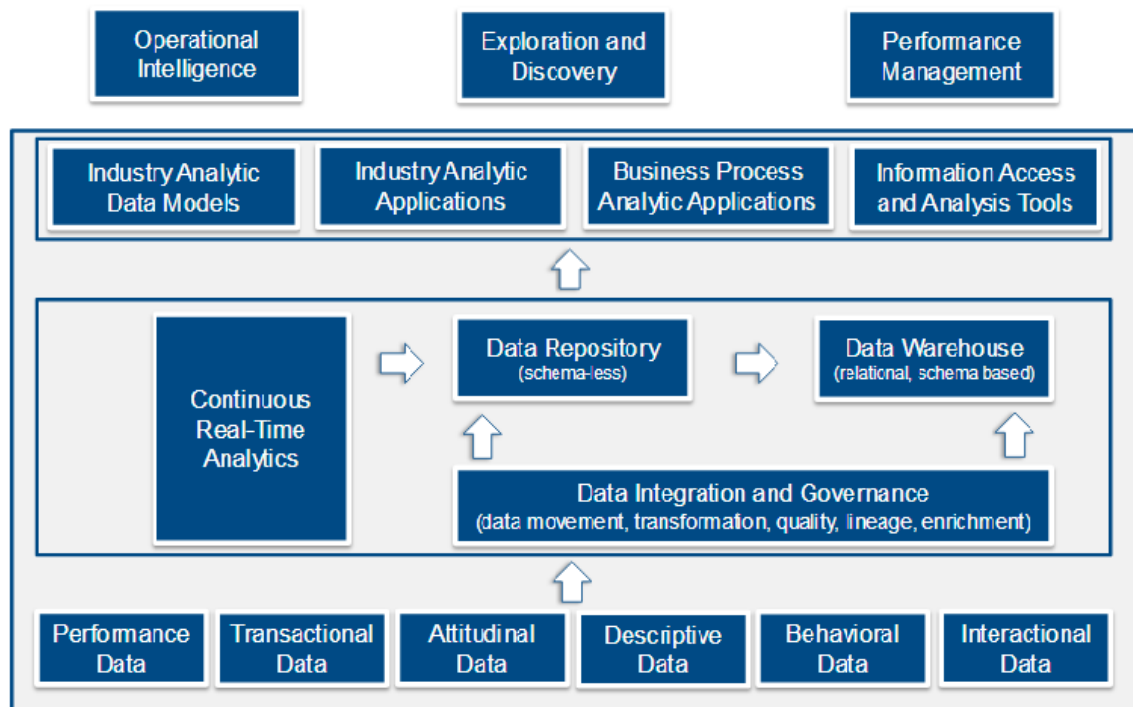 Operational
Intelligence
Exploration and
Discovery
Performance
Management
Industry Analytic
Data Models
Industry Analytic
Applications
Business Process
Analytic Applications
Information Access
and Analysis Tools
Continuous
Real-Time
Analytics
Data Repository
(schema-less)
Data Warehouse
(relational, schema based)
Data Integration and Governance
(data movement, transformation, quality, lineage, enrichment)
Performance
Data
Transactional
Data
Attitudinal
Data
Descriptive
Data
Behavioral
Data
Interactional
Data